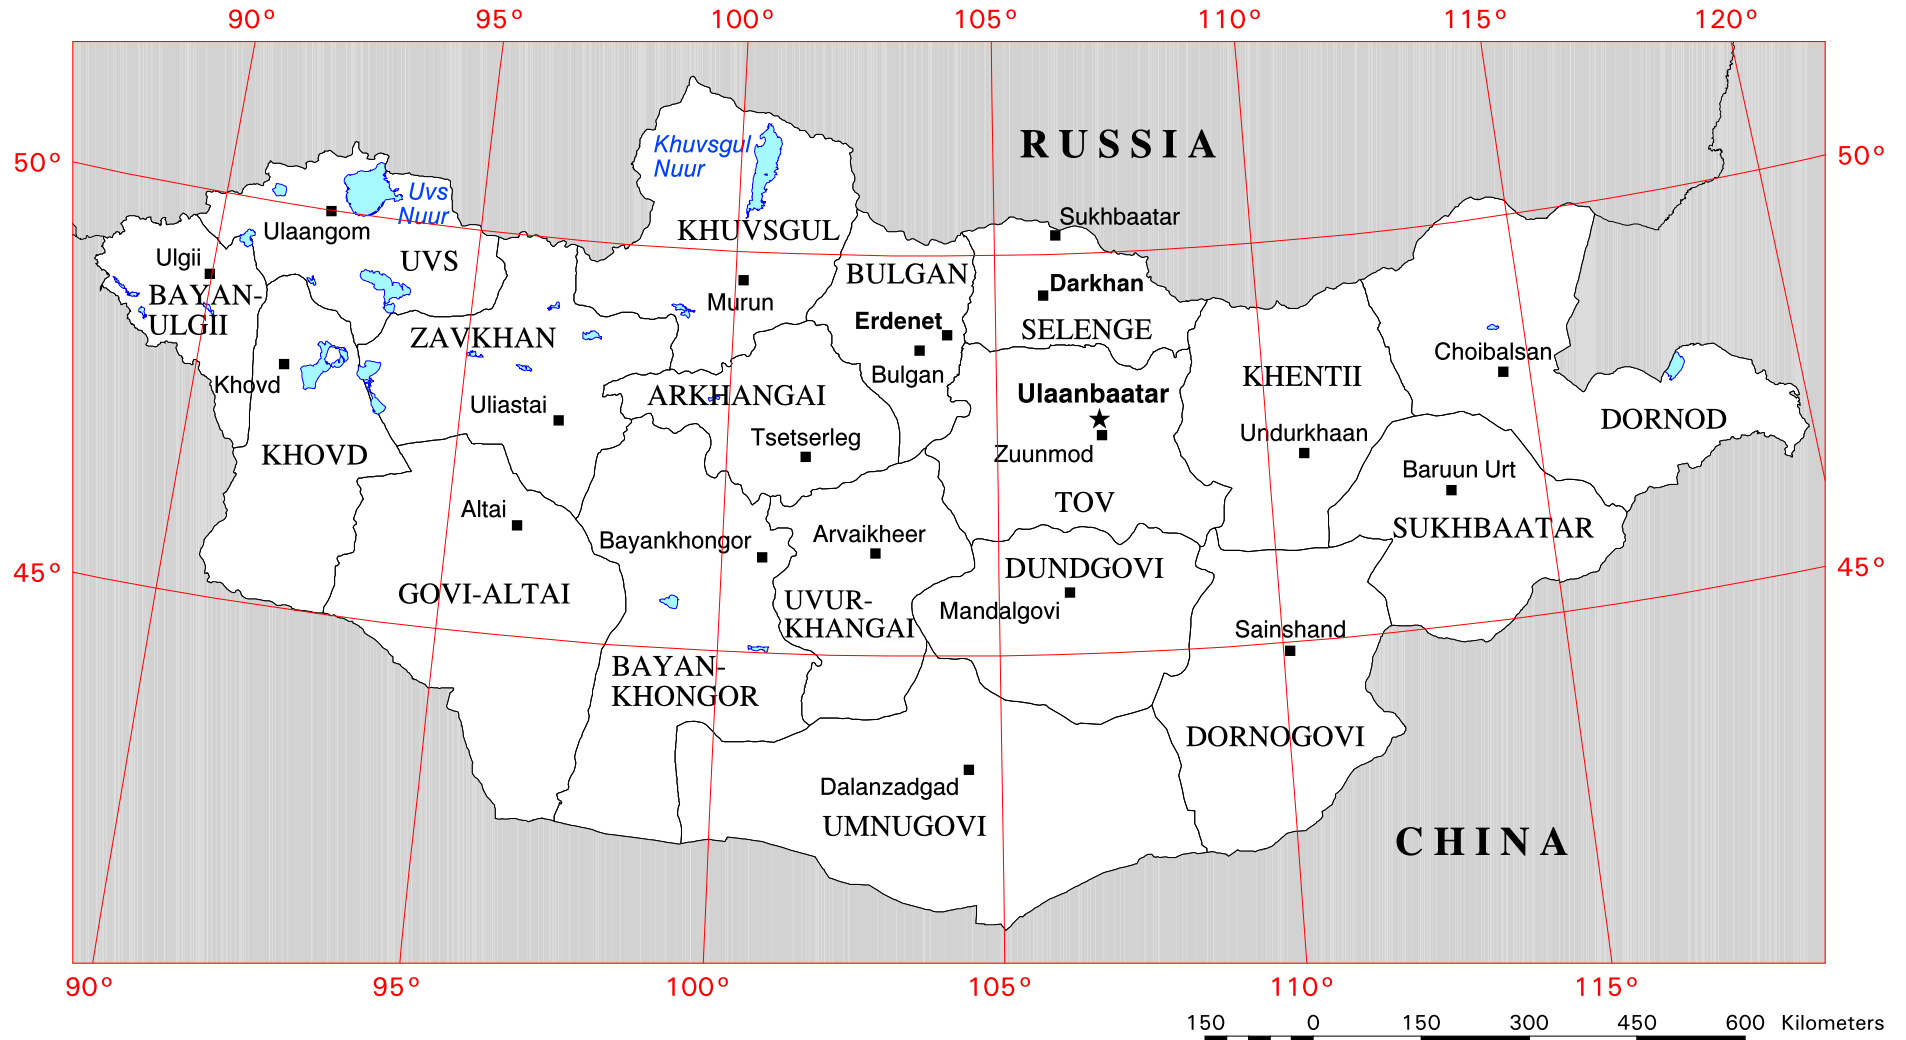 90° 95° 100° 105° 110° 115° 120°
50° 50°
RUSSIA
Khuvsgul
Nuur
Uvs
Nuur
Sukhbaatar
Ulaangom
KHUVSGUL
Ulgii
UVS
BULGAN
Darkhan
BAYAN-
ULGII
Murun
Erdenet
SELENGE
ZAVKHAN
Choibalsan
Bulgan
KHENTII
Khovd
ARKHANGAI
Ulaanbaatar
Uliastai
DORNOD
Tsetserleg
Undurkhaan
KHOVD
Zuunmod
Baruun Urt
TOV
Altai
SUKHBAATAR
Arvaikheer
Bayankhongor
45° 45°
DUNDGOVI
GOVI-ALTAI
UVUR-
KHANGAI
Mandalgovi
Sainshand
BAYAN-
KHONGOR
DORNOGOVI
Dalanzadgad
UMNUGOVI
CHINA
90° 95° 100° 105° 110° 115°
150 0 150 300 450 600 Kilometers